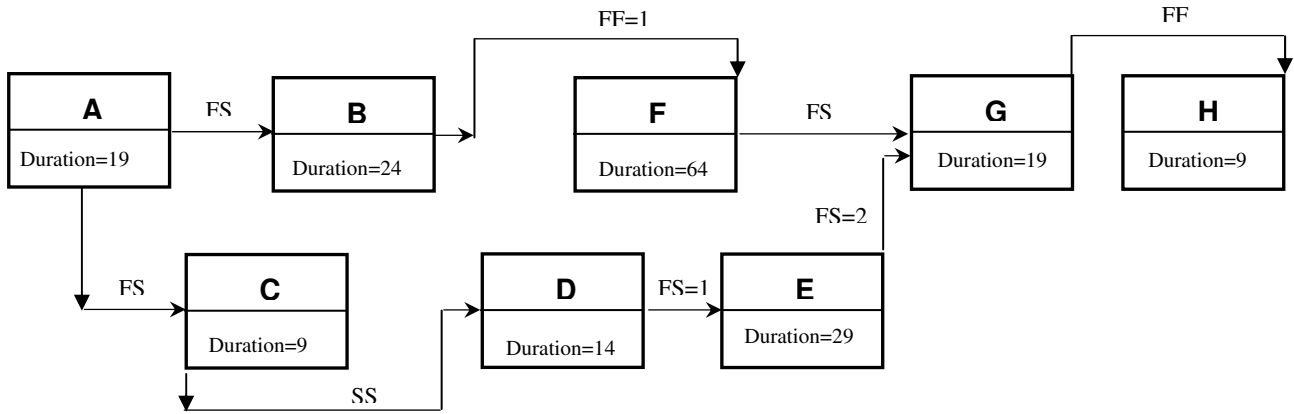 FF=1
FF
A
FS
B
F
FS
G
H
Duration=19
Duration=24
Duration=64
Duration=19
Duration=9
FS=2
FS
C
D
FS=1
E
Duration=9
Duration=14
Duration=29
SS